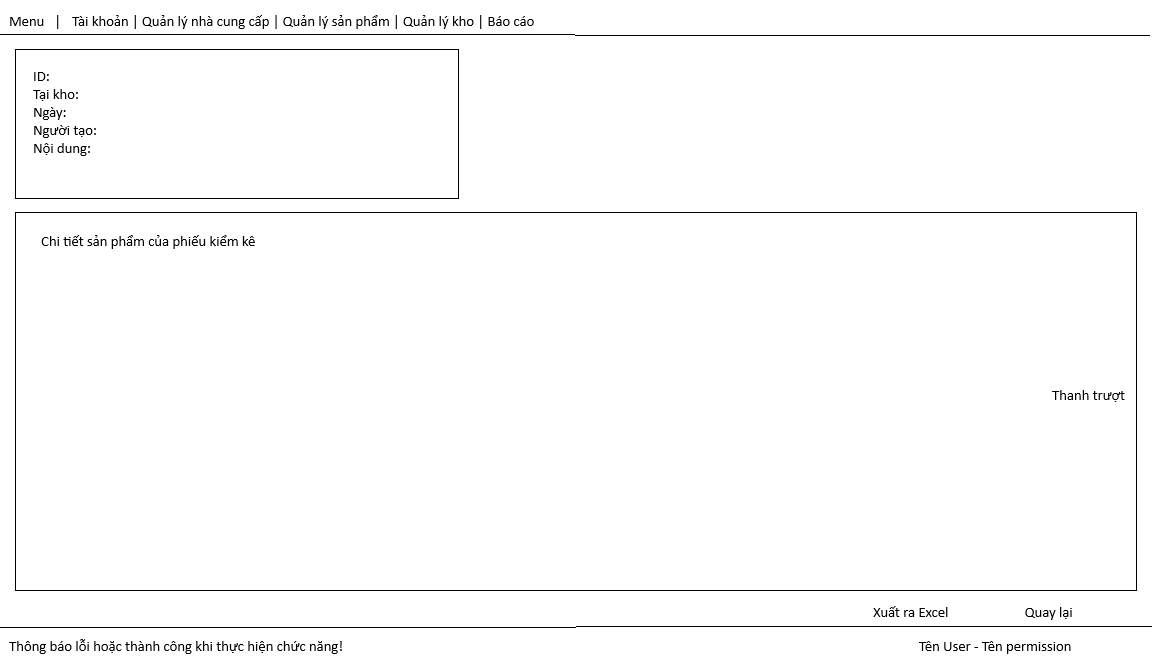 Menu | Tài khoản | Quản lý nhà cung cấp | Quản lý sản phẩm | Quản lý kho | Báo cáo
ID:
Tại kho:
Ngày:
Người tạo:
Nội dung:
Chi tiết sản phẩm của phiếu kiểm kê
Thanh trượt
Xuất ra Excel Quay lại
Thông báo lỗi hoặc thành công khi thực hiện chức năng! Tên User - Tên permission